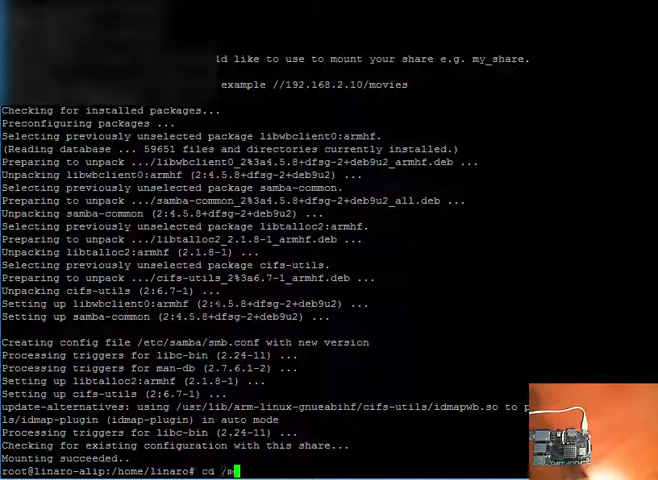 ld like to use to mount your share e.g. my_share.
example //192.168.2.10/movies
Checking for installed packages...
Preconfiguring packages ...
Selecting previously unselected package libwbclient0:armhf.
(Reading database ... 59651 files and directories currently installed.)
Preparing to unpack .../libwbclient0_2%3a4.5.8+dfsg-2+deb9u2_armhf.deb ...
Unpacking libwbclient0:armhf (2:4.5.8+dfsg-2+deb9u2) ...
Selecting previously unselected package samba-common.
Preparing to unpack .../samba-common_2%3a4.5.8+dfsg-2+deb9u2_all.deb ...
Unpacking samba-common (2:4.5.8+dfsg-2+deb9u2) ...
Selecting previously unselected package libtalloc2:armhf.
Preparing to unpack .../libtalloc2_2.1.8-1_armhf.deb ...
Unpacking libtalloc2:armhf (2.1.8-1) ...
Selecting previously unselected package cifs-utils.
Preparing to unpack .../cifs-utils_2%3a6.7-1_armhf.deb ...
Unpacking cifs-utils (2:6.7-1) ...
Setting up libwbclient0:armhf (2:4.5.8+dfsg-2+deb9u2) ...
Setting up samba-common (2:4.5.8+dfsg-2+deb9u2) ...
Creating config file /etc/samba/smb.conf with new version
Processing triggers for libc-bin (2.24-11) ...
Processing triggers for man-db (2.7.6.1-2) ...
Setting up libtalloc2:armhf (2.1.8-1) ...
Setting up cifs-utils (2:6.7-1) ...
update-alternatives: using /usr/lib/arm-linux-gnueabihf/cifs-utils/idmapwb.so to p
ls/idmap-plugin (idmap-plugin) in auto mode
Processing triggers for libc-bin (2.24-11) ...
Checking for existing configuration with this share...
Mounting succeeded..
root@linaro-alip:/home/linaro# cd /m